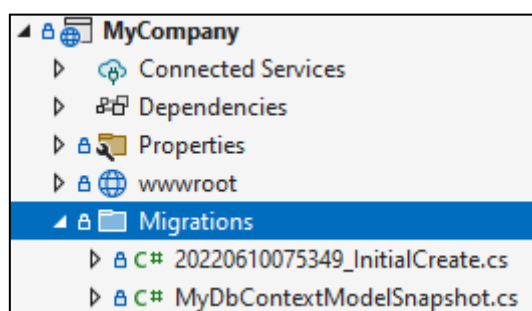 MyCompany
Connected Services
Dependencies
Properties
wwwroot
Migrations
C# 20220610075349_InitialCreate.cs
C# MyDbContextModelSnapshot.cs